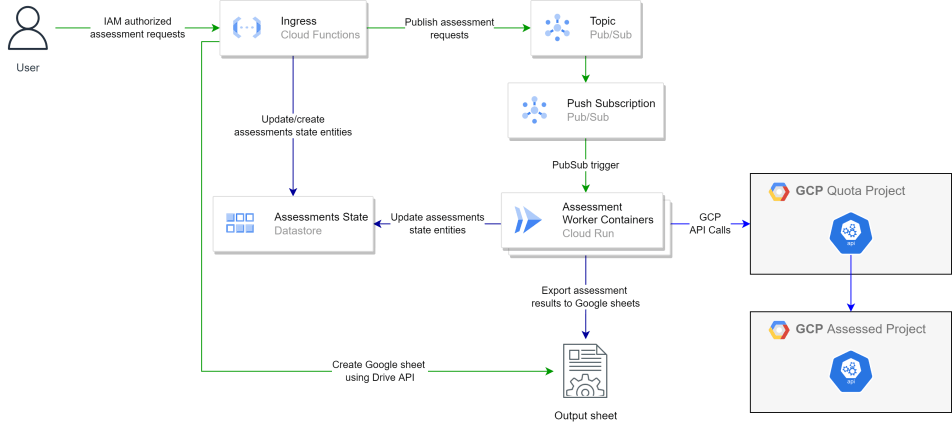 IAM authorized
assessment requests
Ingress
Cloud Functions
Publish assessment
requests
Topic
Pub/Sub
User
Push Subscription
Pub/Sub
Update/create
assessments state entities
PubSub trigger
Assessments State
Datastore
Update assessments
state entities
Assessment
Worker Containers
Cloud Run
GCP
API Calls
GCP Quota Project
api
Export assessment
results to Google sheets
GCP Assessed Project
api
Create Google sheet
using Drive API
Output sheet